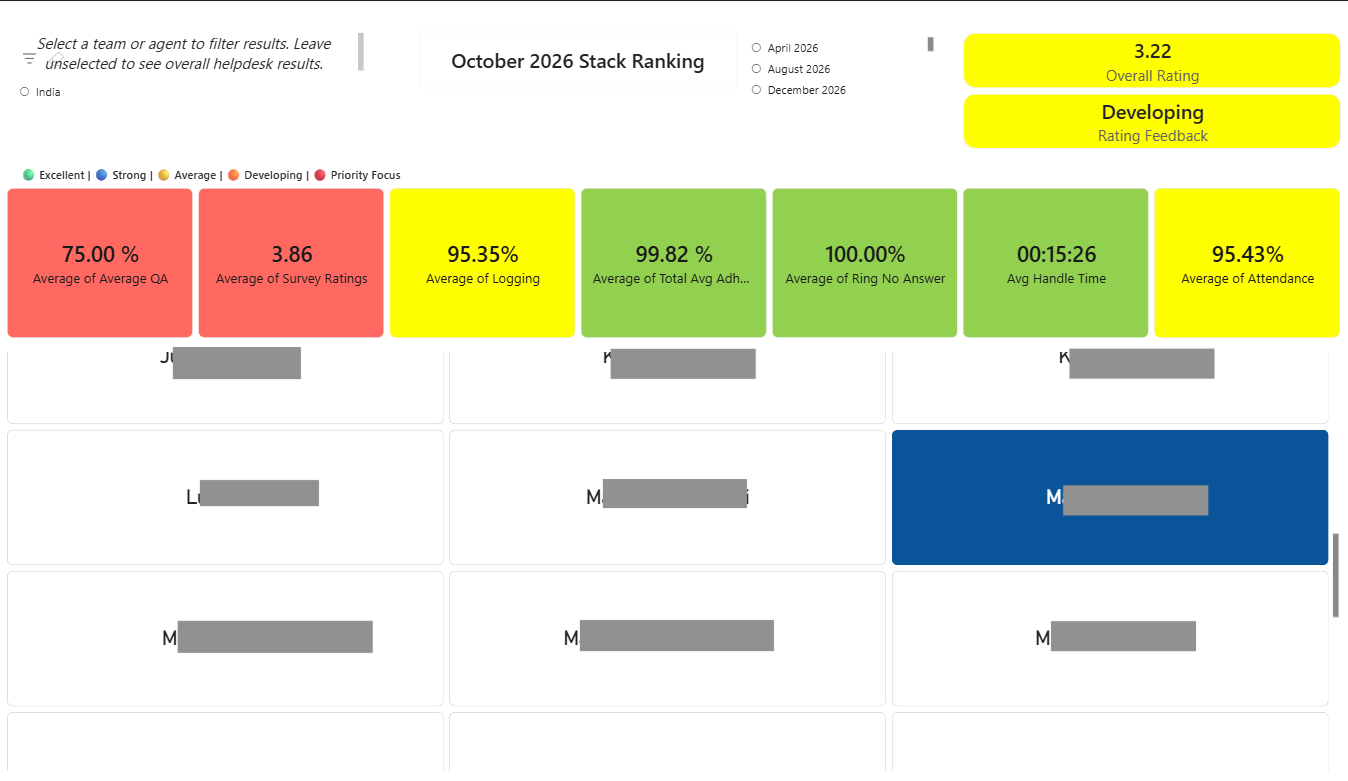 Select a team or agent to filter results. Leave
unselected to see overall helpdesk results.
India
October 2026 Stack Ranking
April 2026
August 2026
December 2026
3.22
Overall Rating
Developing
Rating Feedback
Excellent | Strong | Average | Developing | Priority Focus
75.00 %
Average of Average QA
3.86
Average of Survey Ratings
95.35%
Average of Logging
99.82 %
Average of Total Avg Adh...
100.00%
Average of Ring No Answer
00:15:26
Avg Handle Time
95.43%
Average of Attendance